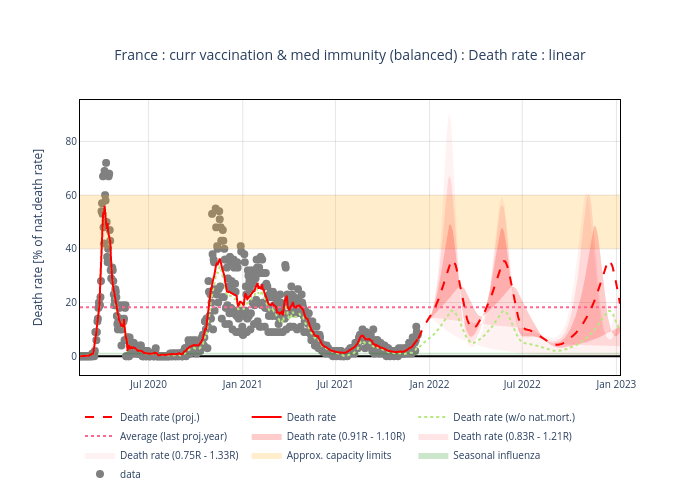 France : curr vaccination & med immunity (balanced) : Death rate : linear
Death rate [% of nat.death rate]
80
60
40
20
0
Jul 2020 Jan 2021 Jul 2021 Jan 2022 Jul 2022 Jan 2023
Death rate (proj.) Death rate Death rate (w/o nat.mort.)
Average (last proj.year) Death rate (0.91R - 1.10R) Death rate (0.83R - 1.21R)
Death rate (0.75R - 1.33R) Approx. capacity limits Seasonal influenza
data